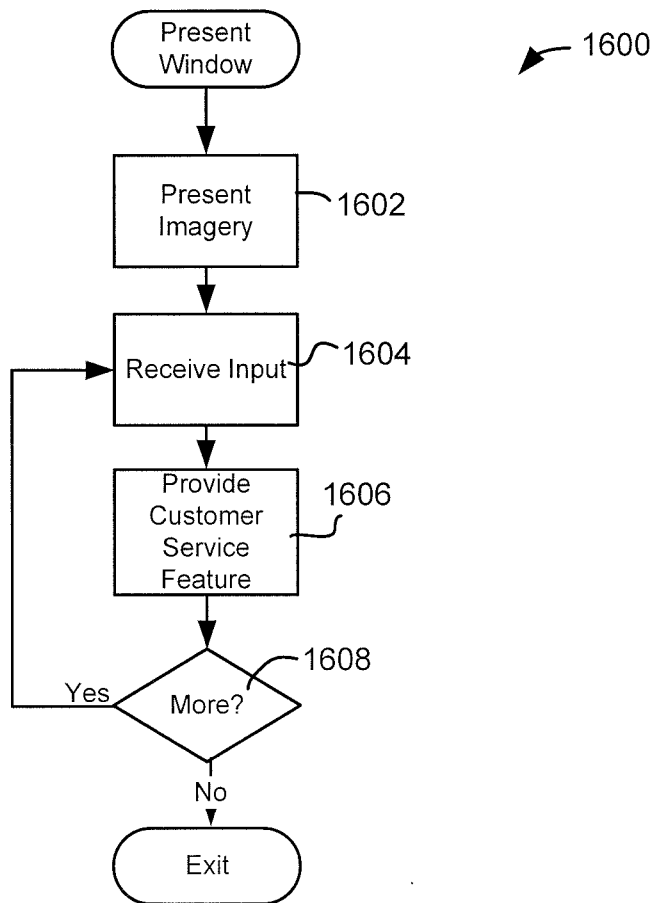 Present
Window
1600
Present
Imagery
1602
Receive Input
1604
Provide
Customer
Service
Feature
1606
1608
More?
Yes
No
Exit